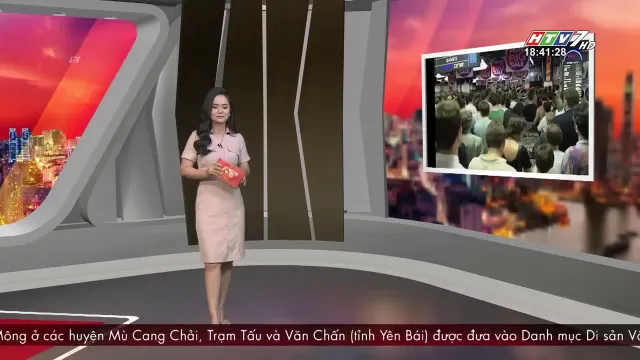 HTV7 HD
18:41:28
Mông ở các huyện Mù Cang Chải, Trạm Tấu và Văn Chấn (tỉnh Yên Bái) được đưa vào Danh mục Di sản